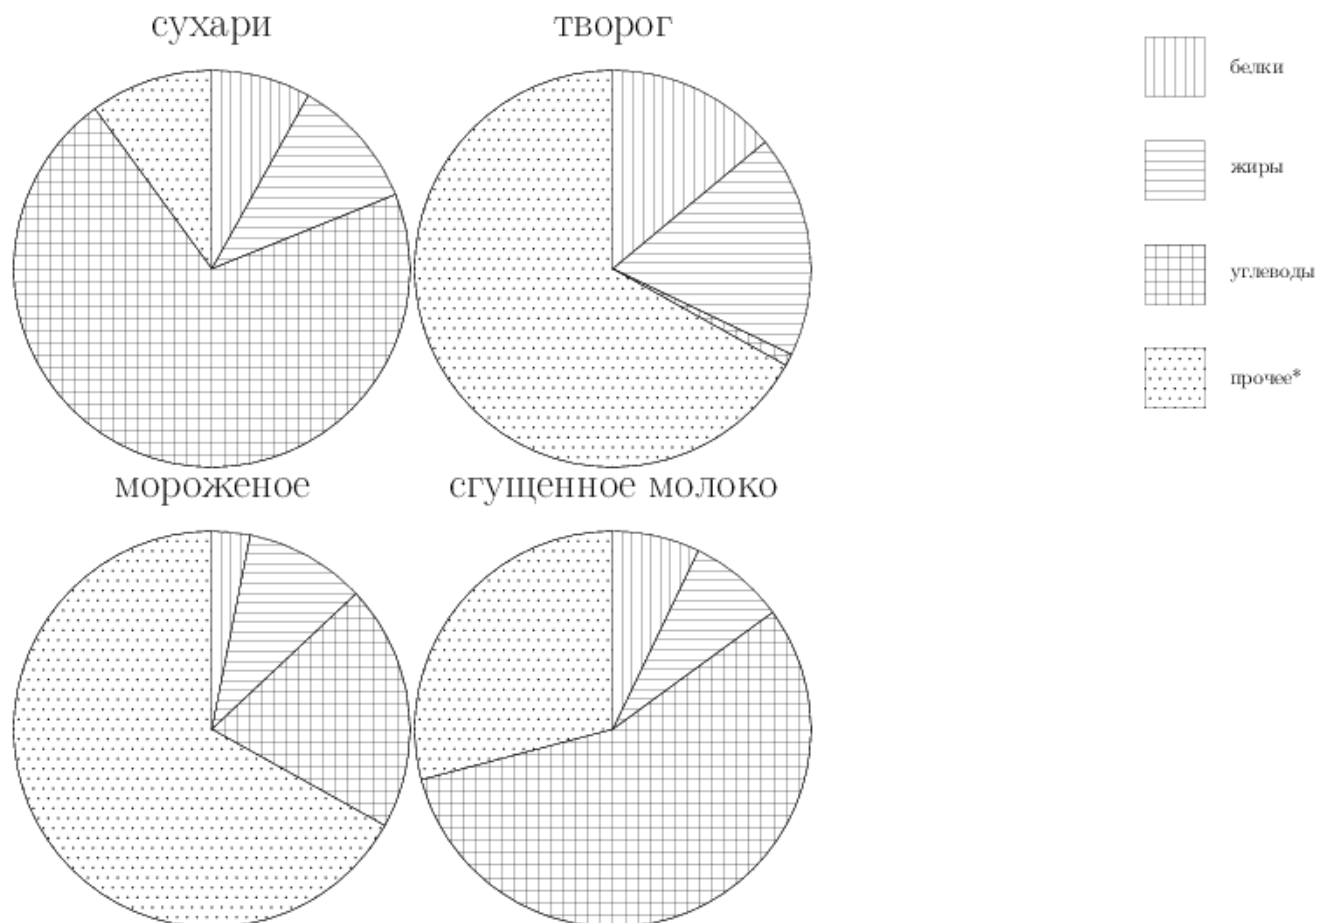 сухари
творог
мороженое
сгущенное молоко
белки
жиры
углеводы
прочее*